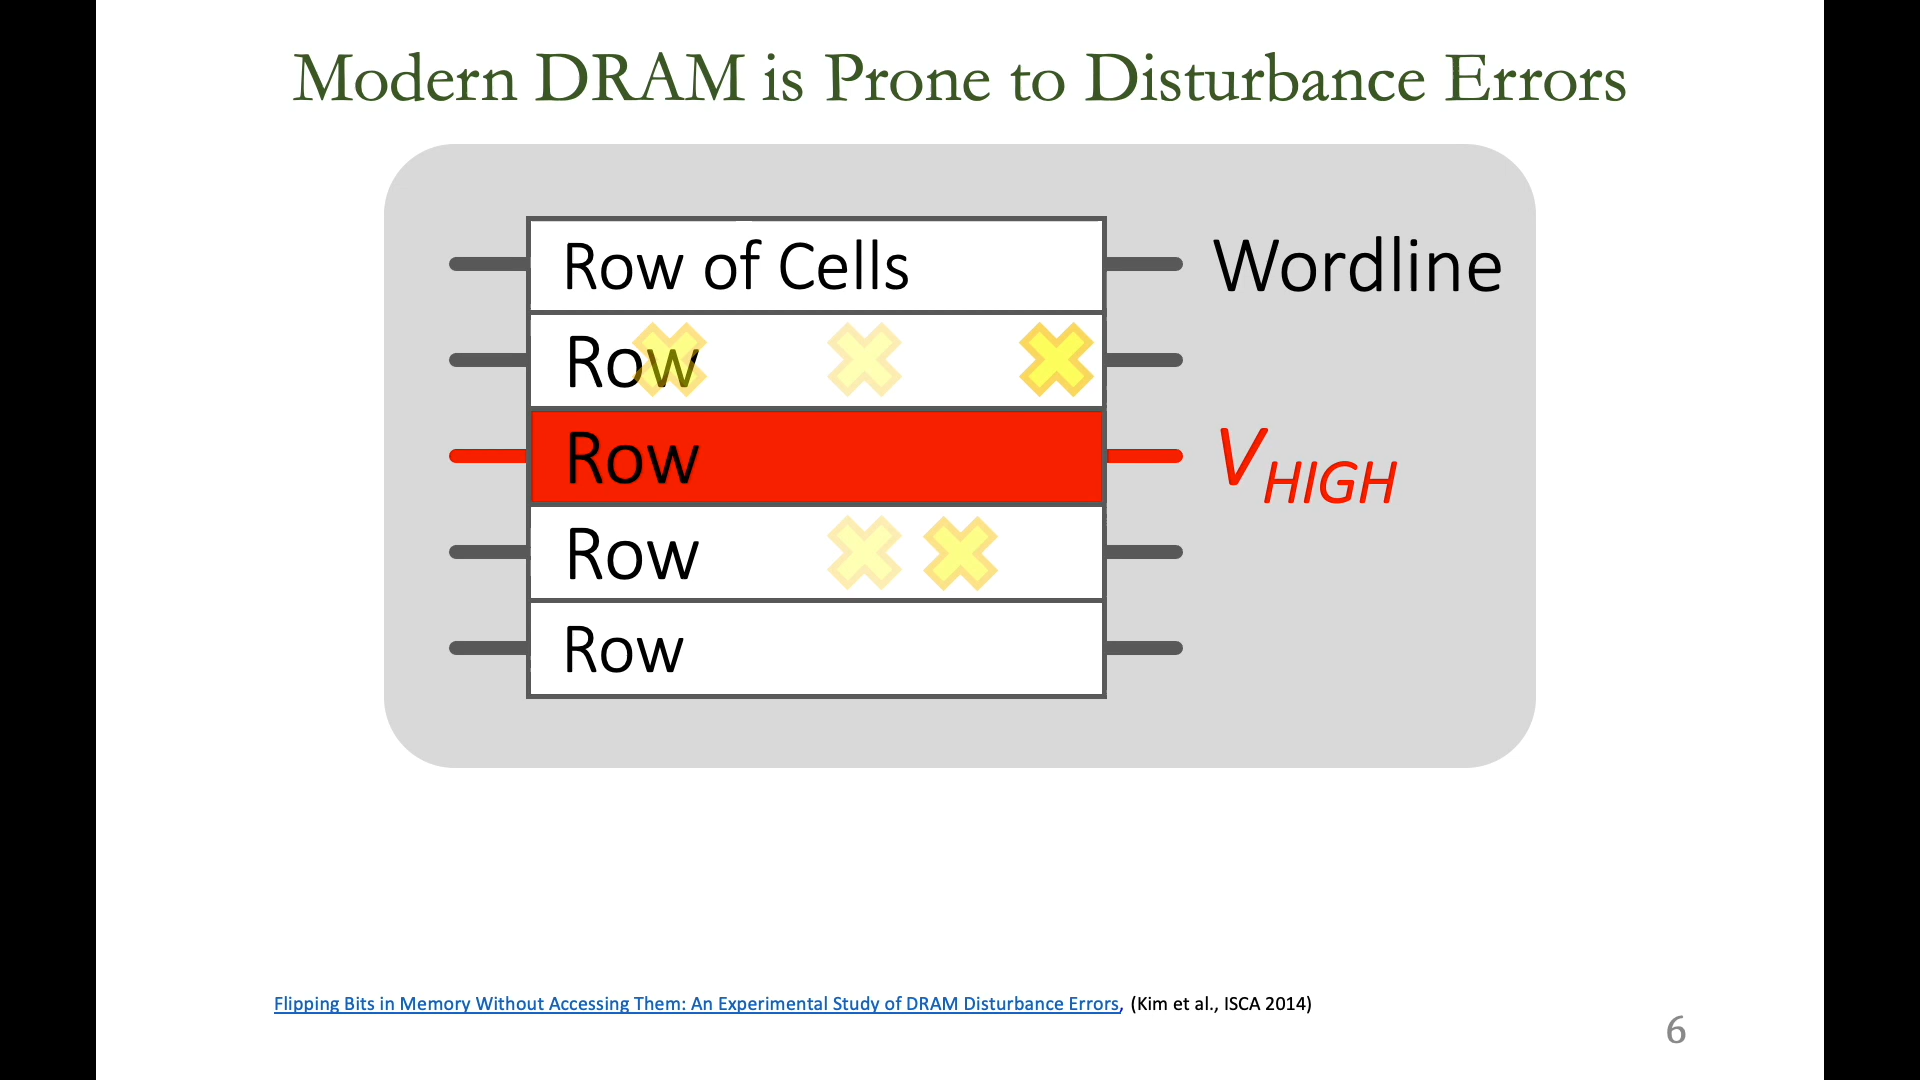 Modern DRAM is Prone to Disturbance Errors
Row of Cells
Wordline
Row
Row
VHIGH
Row
Row
Flipping Bits in Memory Without Accessing Them: An Experimental Study of DRAM Disturbance Errors, (Kim et al., ISCA 2014)
6